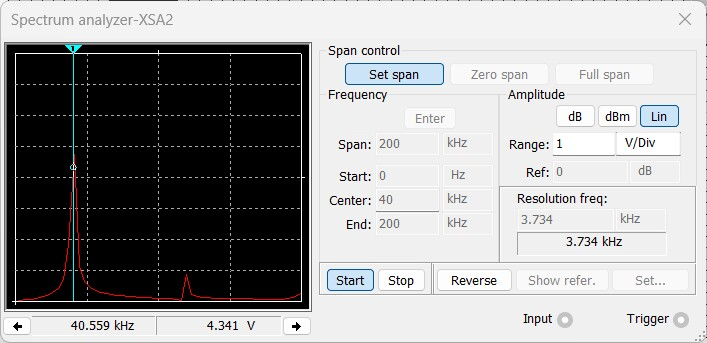 Spectrum analyzer-XSA2
1
Span control
Set span Zero span Full span
Frequency
Enter
Span: 200 kHz
Start: 0 Hz
Center: 40 kHz
End: 200 kHz
Amplitude
dB dBm Lin
Range: 1 V/Div
Ref: 0 dB
Resolution freq:
3.734 kHz
3.734 kHz
Start Stop Reverse Show refer. Set...
40.559 kHz 4.341 V
Input Trigger